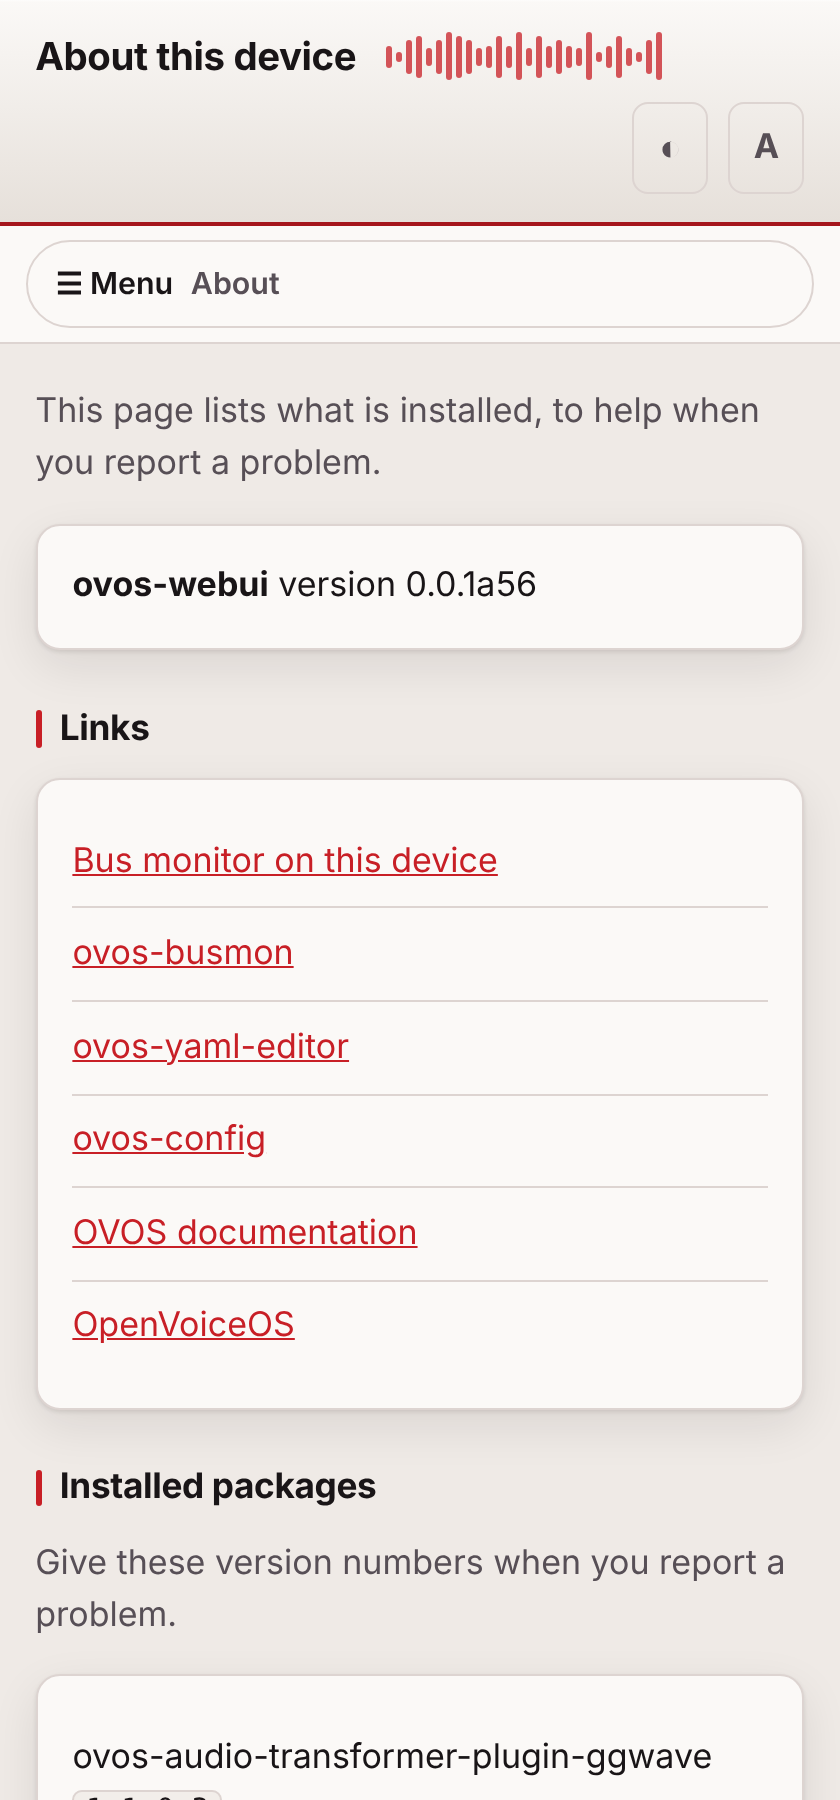 About this device
A
☰ Menu About
This page lists what is installed, to help when
you report a problem.
ovos-webui version 0.0.1a56
Links
Bus monitor on this device
ovos-busmon
ovos-yaml-editor
ovos-config
OVOS documentation
OpenVoiceOS
Installed packages
Give these version numbers when you report a
problem.
ovos-audio-transformer-plugin-ggwave